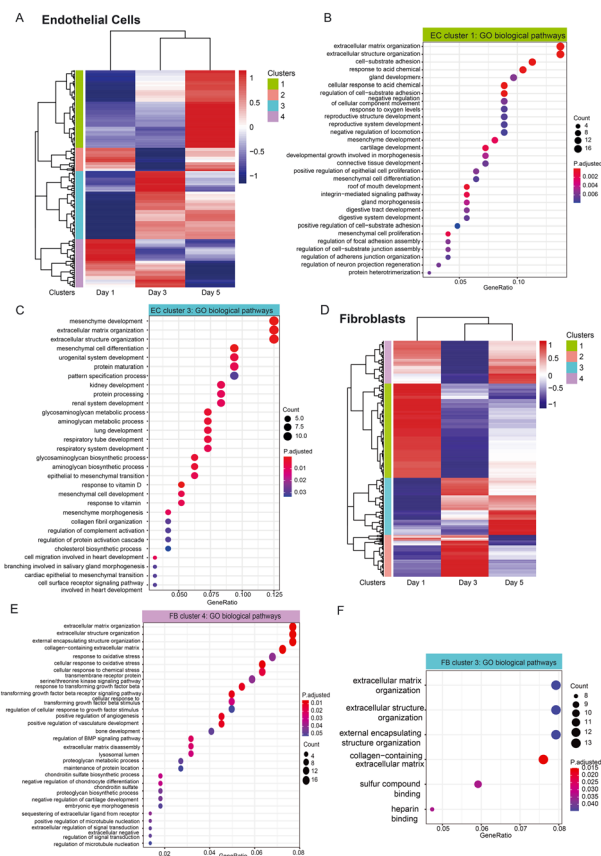 A
Endothelial Cells
1
0.5
0
−0.5
−1
Clusters
1
2
3
4
Clusters
Day 1
Day 3
Day 5
B
EC cluster 1: GO biological pathways
extracellular matrix organization
extracellular structure organization
cell−substrate adhesion
response to acid chemical
gland development
cellular response to acid chemical
regulation of cell−substrate adhesion
negative regulation
of cellular component movement
response to oxygen levels
reproductive structure development
reproductive system development
negative regulation of locomotion
mesenchyme development
cartilage development
developmental growth involved in morphogenesis
connective tissue development
positive regulation of epithelial cell proliferation
mesenchymal cell differentiation
roof of mouth development
integrin−mediated signaling pathway
gland morphogenesis
digestive tract development
digestive system development
positive regulation of cell−substrate adhesion
mesenchymal cell proliferation
regulation of focal adhesion assembly
regulation of cell−substrate junction assembly
regulation of adherens junction organization
regulation of neuron projection regeneration
protein heterotrimerization
0.05
0.10
GeneRatio
Count
4
8
12
16
P.adjusted
0.002
0.004
0.006
C
EC cluster 3: GO biological pathways
mesenchyme development
extracellular matrix organization
extracellular structure organization
mesenchymal cell differentiation
urogenital system development
protein maturation
pattern specification process
kidney development
protein processing
renal system development
glycosaminoglycan metabolic process
aminoglycan metabolic process
lung development
respiratory tube development
respiratory system development
glycosaminoglycan biosynthetic process
aminoglycan biosynthetic process
epithelial to mesenchymal transition
response to vitamin D
mesenchymal cell development
response to vitamin
mesenchyme morphogenesis
collagen fibril organization
regulation of complement activation
regulation of protein activation cascade
cholesterol biosynthetic process
cell migration involved in heart development
branching involved in salivary gland morphogenesis
cardiac epithelial to mesenchymal transition
cell surface receptor signaling pathway
involved in heart development
0.050
0.075
0.100
0.125
GeneRatio
Count
5.0
7.5
10.0
P.adjusted
0.01
0.02
0.03
D
Fibroblasts
1
0.5
0
−0.5
−1
Clusters
1
2
3
4
Clusters
Day 1
Day 3
Day 5
E
FB cluster 4: GO biological pathways
extracellular matrix organization
extracellular structure organization
external encapsulating structure organization
collagen−containing extracellular matrix
response to oxidative stress
cellular response to oxidative stress
cellular response to chemical stress
transmembrane receptor protein
serine/threonine kinase signaling pathway
response to transforming growth factor beta
transforming growth factor beta receptor signaling pathway
cellular response to
transforming growth factor beta stimulus
regulation of cellular response to growth factor stimulus
positive regulation of angiogenesis
positive regulation of vasculature development
bone development
regulation of BMP signaling pathway
extracellular matrix disassembly
lysosomal lumen
proteoglycan metabolic process
maintenance of protein location
chondroitin sulfate biosynthetic process
negative regulation of chondrocyte differentiation
chondroitin sulfate
proteoglycan biosynthetic process
negative regulation of cartilage development
embryonic eye morphogenesis
sequestering of extracellular ligand from receptor
positive regulation of microtubule nucleation
extracellular regulation of signal transduction
extracellular negative
regulation of signal transduction
regulation of microtubule nucleation
0.02
0.04
0.06
0.08
GeneRatio
P.adjusted
0.01
0.02
0.03
0.04
0.05
Count
4
8
12
16
F
FB cluster 3: GO biological pathways
extracellular matrix
organization
extracellular structure
organization
external encapsulating
structure organization
collagen−containing
extracellular matrix
sulfur compound
binding
heparin
binding
0.05
0.06
0.07
0.08
GeneRatio
Count
8
9
10
11
12
13
P.adjusted
0.015
0.020
0.025
0.030
0.035
0.040